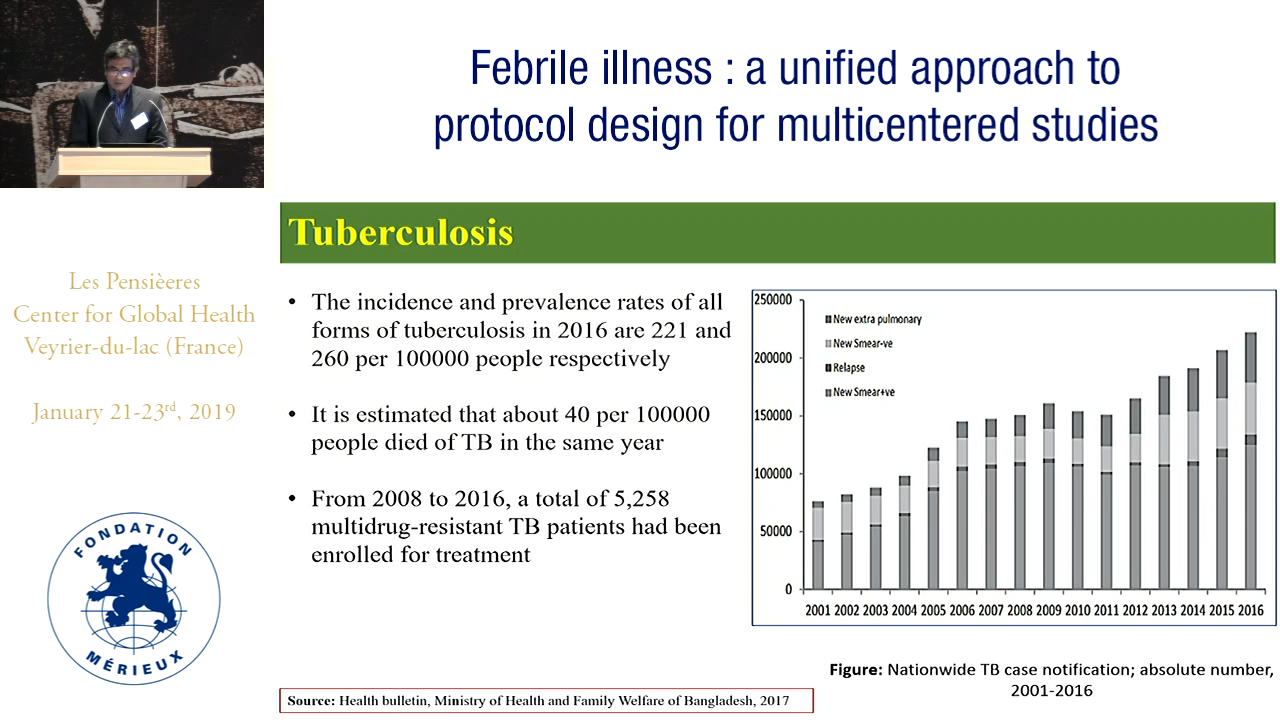 Febrile illness : a unified approach to
protocol design for multicentered studies
Les Pensièeres
Center for Global Health
Veyrier-du-lac (France)
January 21-23rd, 2019
FONDATION
MÉRIEUX
Tuberculosis
• The incidence and prevalence rates of all
forms of tuberculosis in 2016 are 221 and
260 per 100000 people respectively
• It is estimated that about 40 per 100000
people died of TB in the same year
• From 2008 to 2016, a total of 5,258
multidrug-resistant TB patients had been
enrolled for treatment
250000
200000
150000
100000
50000
0
New extra pulmonary
New Smear-ve
Relapse
New Smear+ve
2001 2002 2003 2004 2005 2006 2007 2008 2009 2010 2011 2012 2013 2014 2015 2016
Figure: Nationwide TB case notification; absolute number,
2001-2016
Source: Health bulletin, Ministry of Health and Family Welfare of Bangladesh, 2017